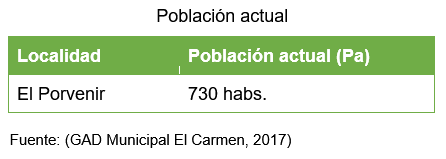 Población actual
Localidad Población actual (Pa)
El Porvenir 730 habs.
Fuente: (GAD Municipal El Carmen, 2017)